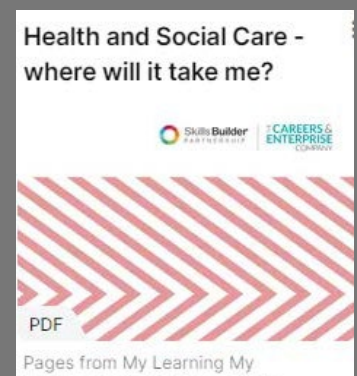 Health and Social Care -
where will it take me?
Skills Builder
PARTNERSHIP
THE CAREERS &
ENTERPRISE
COMPANY
PDF
Pages from My Learning My